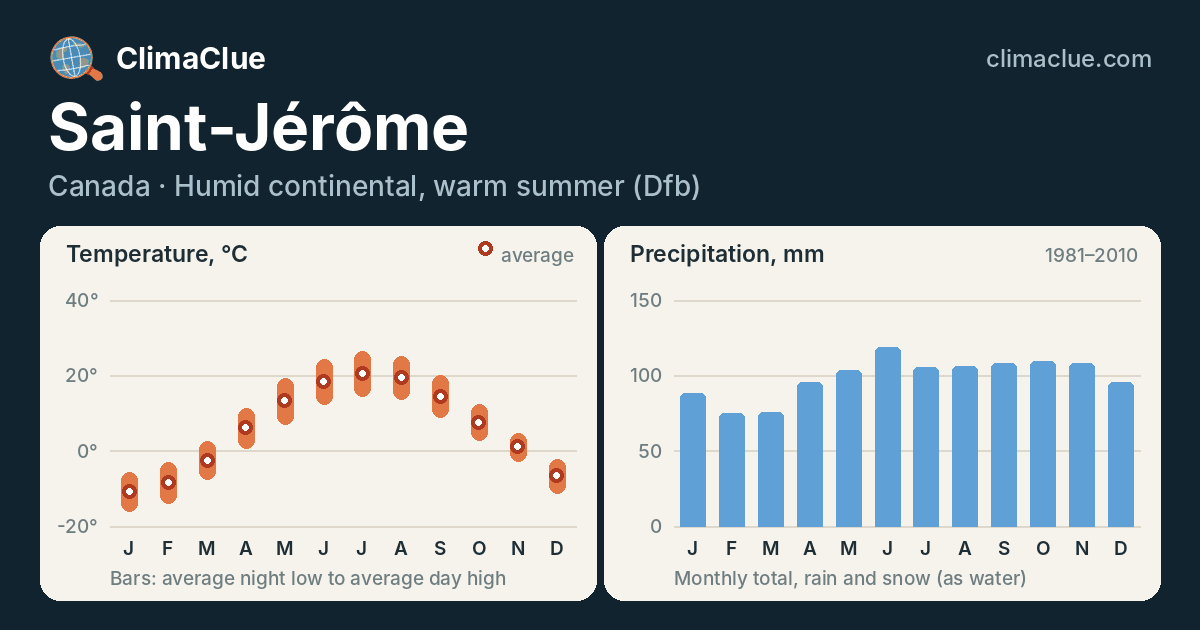 ClimaClue
climaclue.com
Saint-Jérôme
Canada · Humid continental, warm summer (Dfb)
Temperature, °C
average
40°
20°
0°
-20°
J F M A M J J A S O N D
Bars: average night low to average day high
Precipitation, mm
1981–2010
150
100
50
0
J F M A M J J A S O N D
Monthly total, rain and snow (as water)